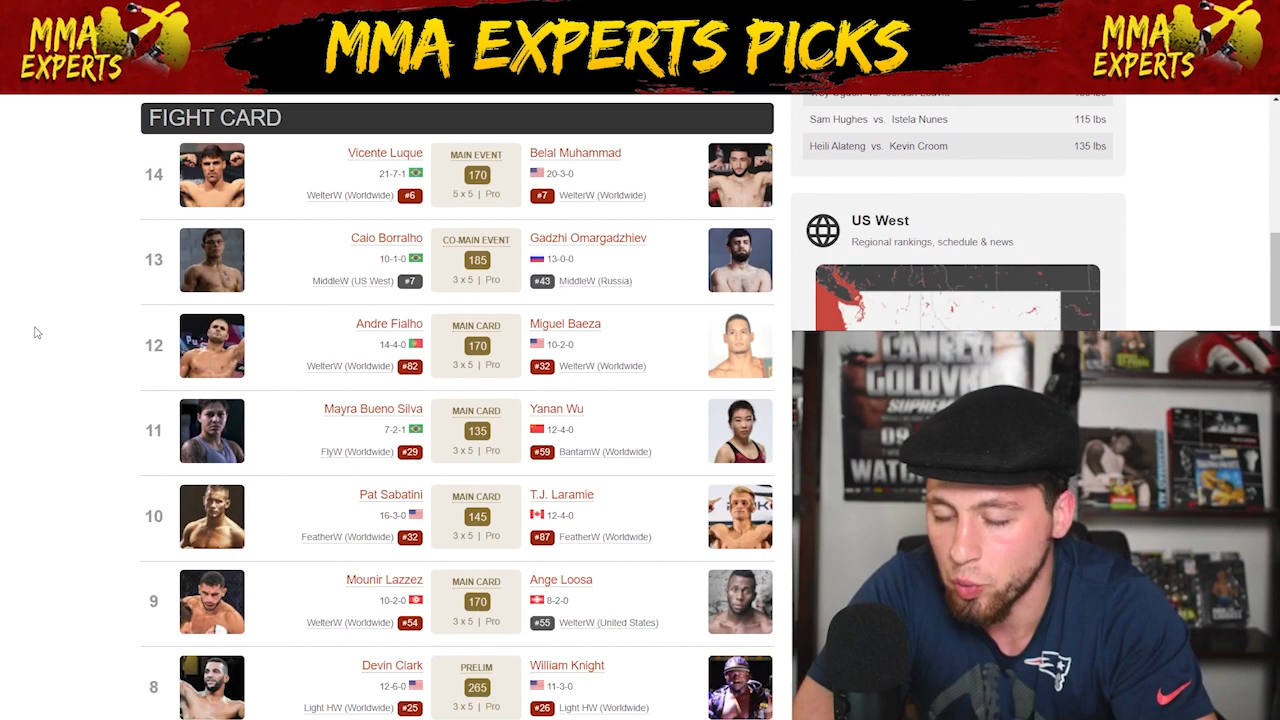 MMA
EXPERTS
MMA EXPERTS PICKS
MMA
EXPERTS
FIGHT CARD
14
Vicente Luque
21-7-1
WelterW (Worldwide) #6
MAIN EVENT
170
5 x 5 | Pro
Belal Muhammad
20-3-0
#7 WelterW (Worldwide)
13
Caio Borralho
10-1-0
MiddleW (US West) #7
CO-MAIN EVENT
185
3 x 5 | Pro
Gadzhi Omargadzhiev
13-0-0
#43 MiddleW (Russia)
12
Andre Fialho
14-4-0
WelterW (Worldwide) #82
MAIN CARD
170
3 x 5 | Pro
Miguel Baeza
10-2-0
#32 WelterW (Worldwide)
11
Mayra Bueno Silva
7-2-1
FlyW (Worldwide) #29
MAIN CARD
135
3 x 5 | Pro
Yanan Wu
12-4-0
#59 BantamW (Worldwide)
10
Pat Sabatini
16-3-0
FeatherW (Worldwide) #32
MAIN CARD
145
3 x 5 | Pro
T.J. Laramie
12-4-0
#87 FeatherW (Worldwide)
9
Mounir Lazzez
10-2-0
WelterW (Worldwide) #54
MAIN CARD
170
3 x 5 | Pro
Ange Loosa
8-2-0
#55 WelterW (United States)
8
Devin Clark
12-6-0
Light HW (Worldwide) #25
PRELIM
265
3 x 5 | Pro
William Knight
11-3-0
#26 Light HW (Worldwide)
Sam Hughes vs. Istela Nunes 115 lbs
Heili Alateng vs. Kevin Croom 135 lbs
US West
Regional rankings, schedule & news
CANELO
GOLOVK
SUPREM
09
WATC